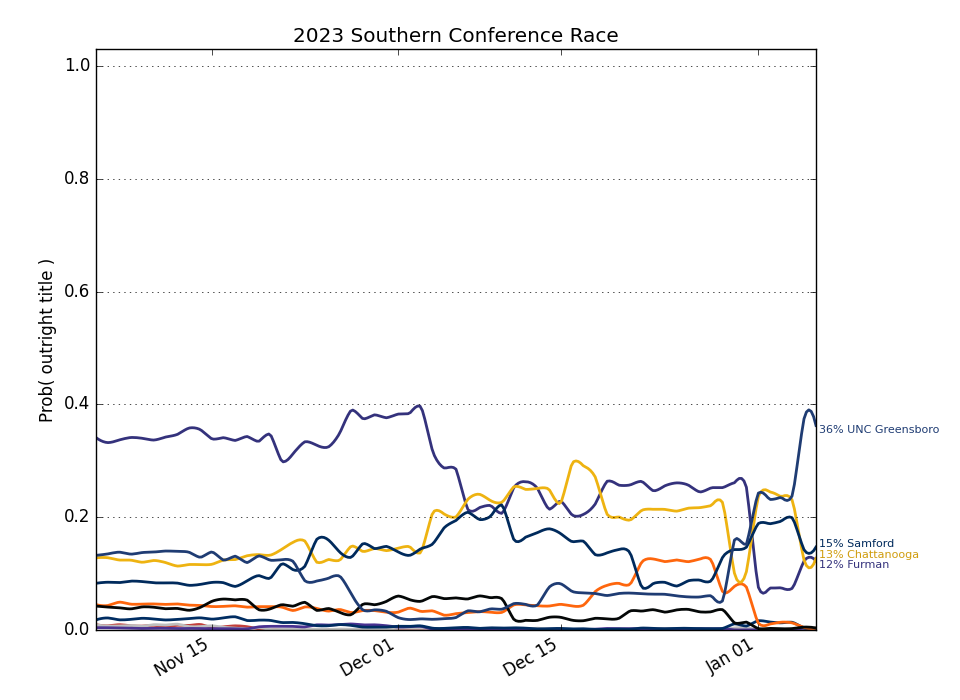 2023 Southern Conference Race
Prob( outright title )
1.0
0.8
0.6
0.4
0.2
0.0
36% UNC Greensboro
15% Samford
13% Chattanooga
12% Furman
Nov 15
Dec 01
Dec 15
Jan 01